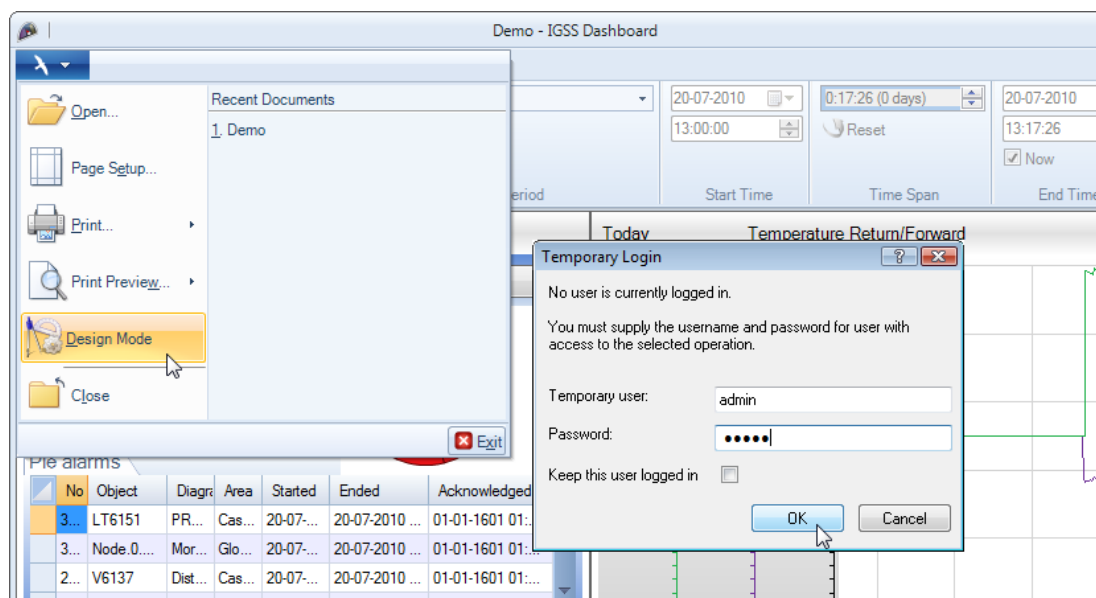 Demo - IGSS Dashboard
Open...
Page Setup...
Print...
Print Preview...
Design Mode
Close
Recent Documents
1. Demo
Exit
eriod
20-07-2010
13:00:00
Start Time
0:17:26 (0 days)
Reset
Time Span
20-07-2010
13:17:26
Now
End Time
Today Temperature Return/Forward
Temporary Login
No user is currently logged in.
You must supply the username and password for user with
access to the selected operation.
Temporary user: admin
Password: •••••
Keep this user logged in
OK Cancel
Pie alarms
No Object Diagra Area Started Ended Acknowledged
3... LT6151 PR... Cas... 20-07-... 20-07-2010 ... 01-01-1601 01:...
3... Node.0.... Mor... Glo... 20-07-... 20-07-2010 ... 01-01-1601 01:...
2... V6137 Dist... Cas... 20-07-... 20-07-2010 ... 01-01-1601 01:...